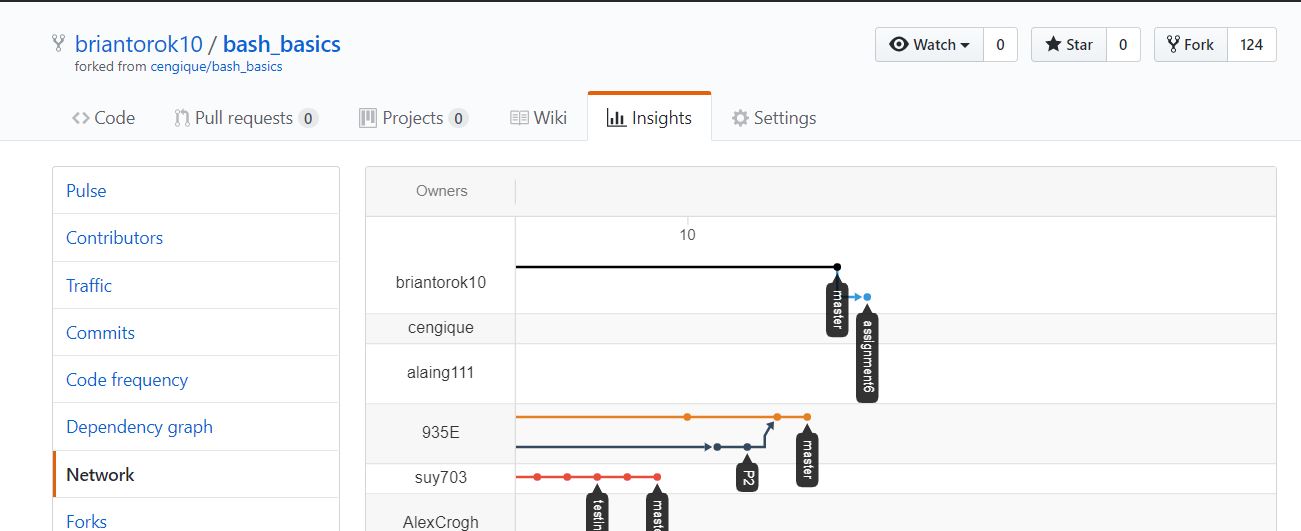 briantorok10 / bash_basics
forked from cengique/bash_basics
Watch 0 Star 0 Fork 124
Code Pull requests 0 Projects 0 Wiki Insights Settings
Pulse
Contributors
Traffic
Commits
Code frequency
Dependency graph
Network
Forks
Owners
10
briantorok10
master
assignment6
cengique
alaing111
935E
master
P2
suy703
testin
maste
AlexCrogh